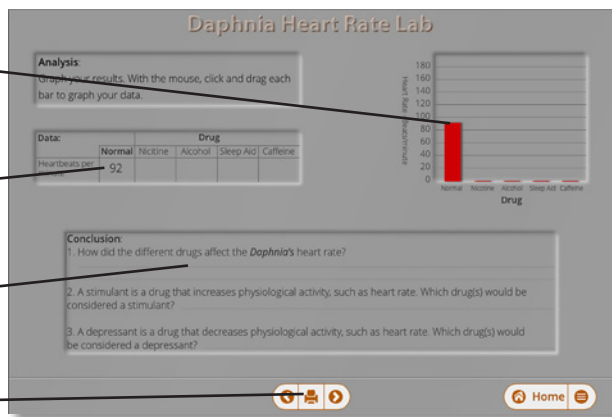 Daphnia Heart Rate Lab
Analysis:
Graph your results. With the mouse, click and drag each
bar to graph your data.
Data:
Drug
Normal Nicitine Alcohol Sleep Aid Caffeine
Heartbeats per
92
180
160
140
120
100
80
60
40
20
0
Heart Rate
Normal Nicotine Alcohol Sleep Aid Caffeine
Drug
Conclusion:
1. How did the different drugs affect the Daphnia's heart rate?
2. A stimulant is a drug that increases physiological activity, such as heart rate. Which drug(s) would be
considered a stimulant?
3. A depressant is a drug that decreases physiological activity, such as heart rate. Which drug(s) would
be considered a depressant?
Home